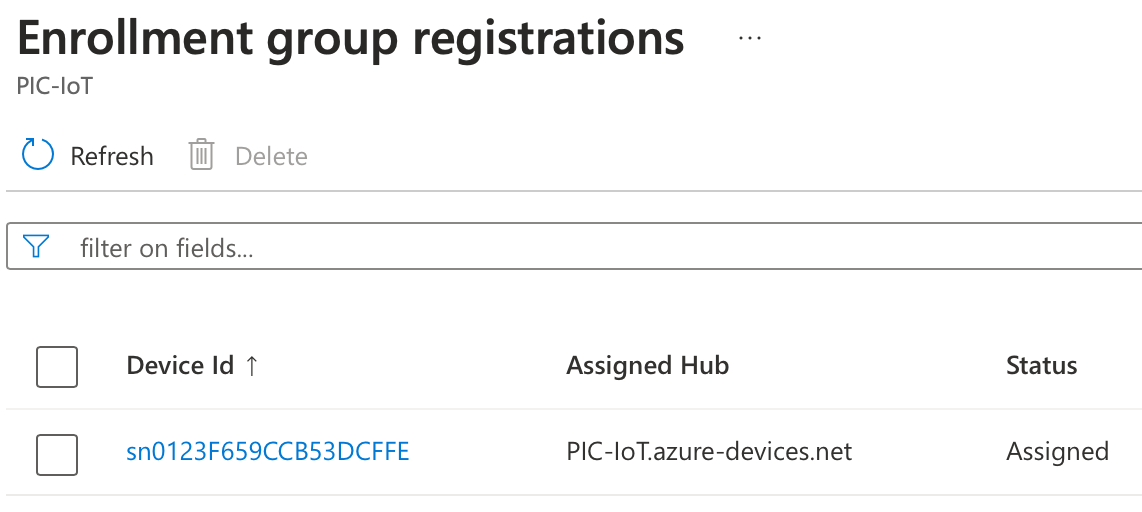 Enrollment group registrations ...
PIC-IoT
Refresh Delete
filter on fields...
Device Id ↑ Assigned Hub Status
sn0123F659CCB53DCFFE PIC-IoT.azure-devices.net Assigned